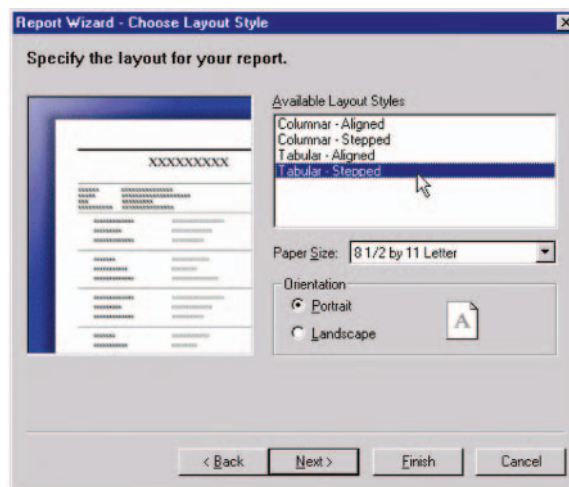 Report Wizard - Choose Layout Style
Specify the layout for your report.
XXXXXXXXX
Available Layout Styles
Columnar - Aligned
Columnar - Stepped
Tabular - Aligned
Tabular - Stepped
Paper Size: 8 1/2 by 11 Letter
Orientation
Portrait
A
Landscape
< Back Next > Finish Cancel